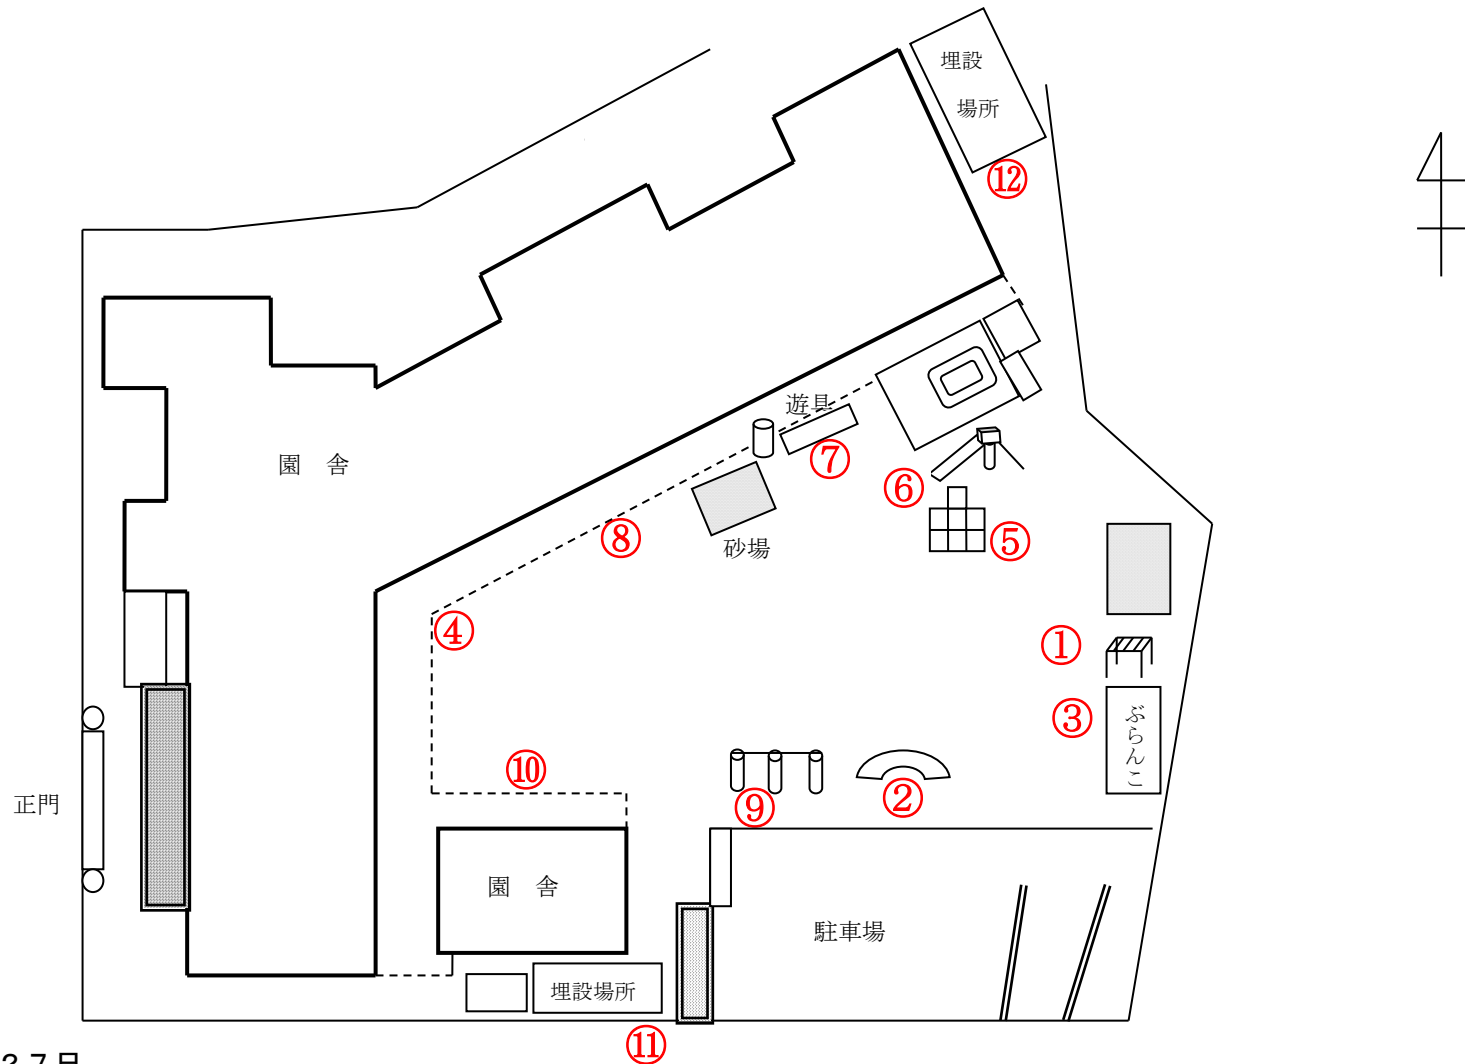 埋設
場所
⑫
遊具
⑦
園　舎
⑥
⑧
⑤
砂場
④
①
③
ぶらんこ
⑩
正門
⑨
②
園　舎
駐車場
埋設場所
⑪